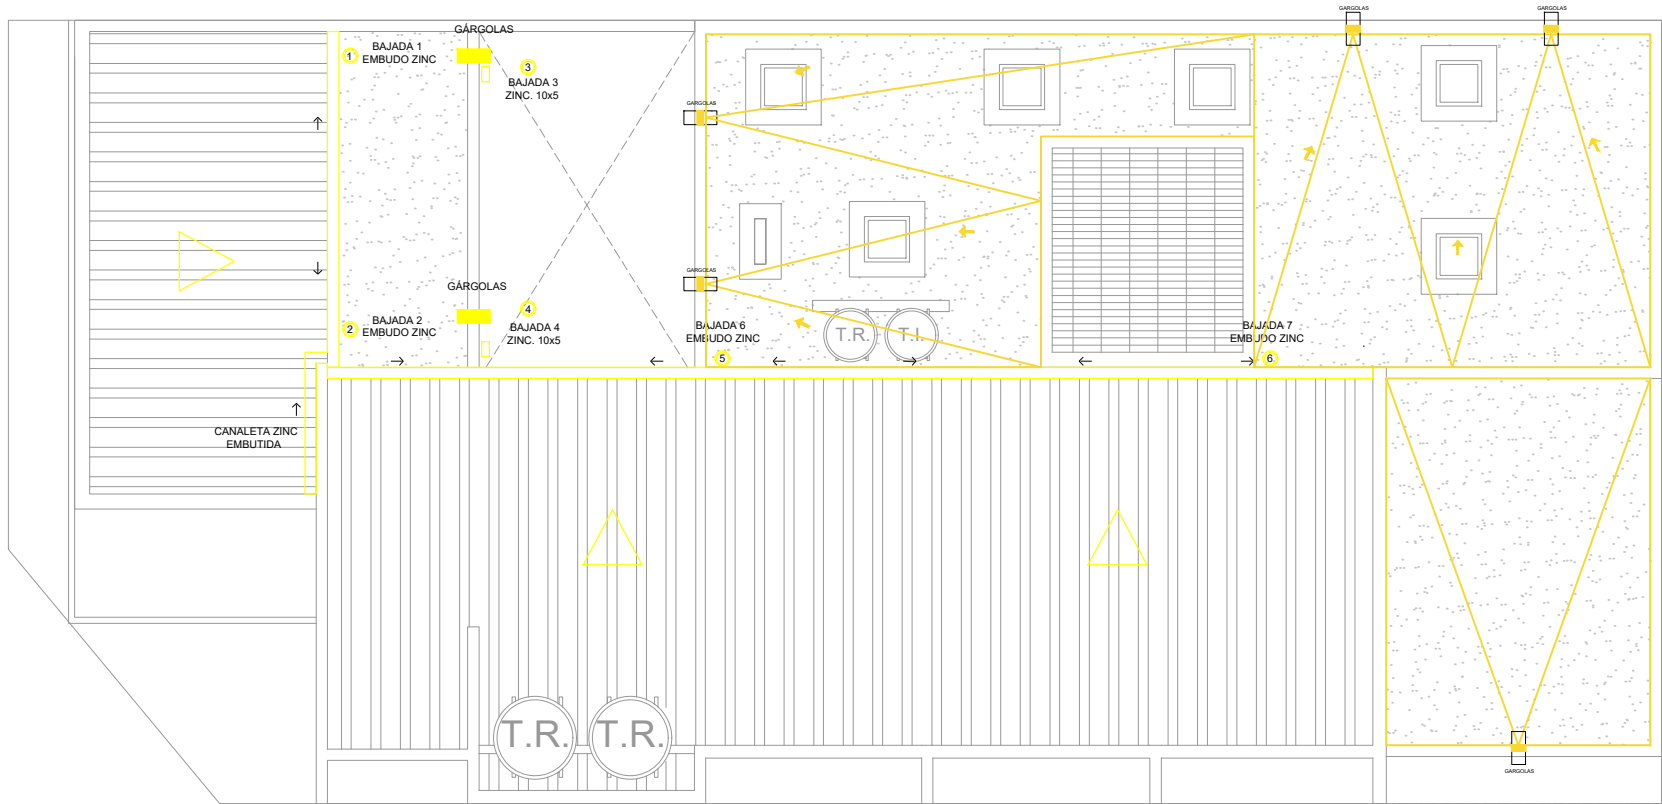 GARGOLAS
GARGOLAS
GÁRGOLAS
1
BAJADA 1
EMBUDO ZINC
3
BAJADA 3
ZINC. 10x5
GARGOLAS
GARGOLAS
GÁRGOLAS
2
BAJADA 2
EMBUDO ZINC
4
BAJADA 4
ZINC. 10x5
BAJADA 6
EMBUDO ZINC
5
T.R.
T.I.
BAJADA 7
EMBUDO ZINC
6
CANALETA ZINC
EMBUTIDA
T.R.
T.R.
GARGOLAS